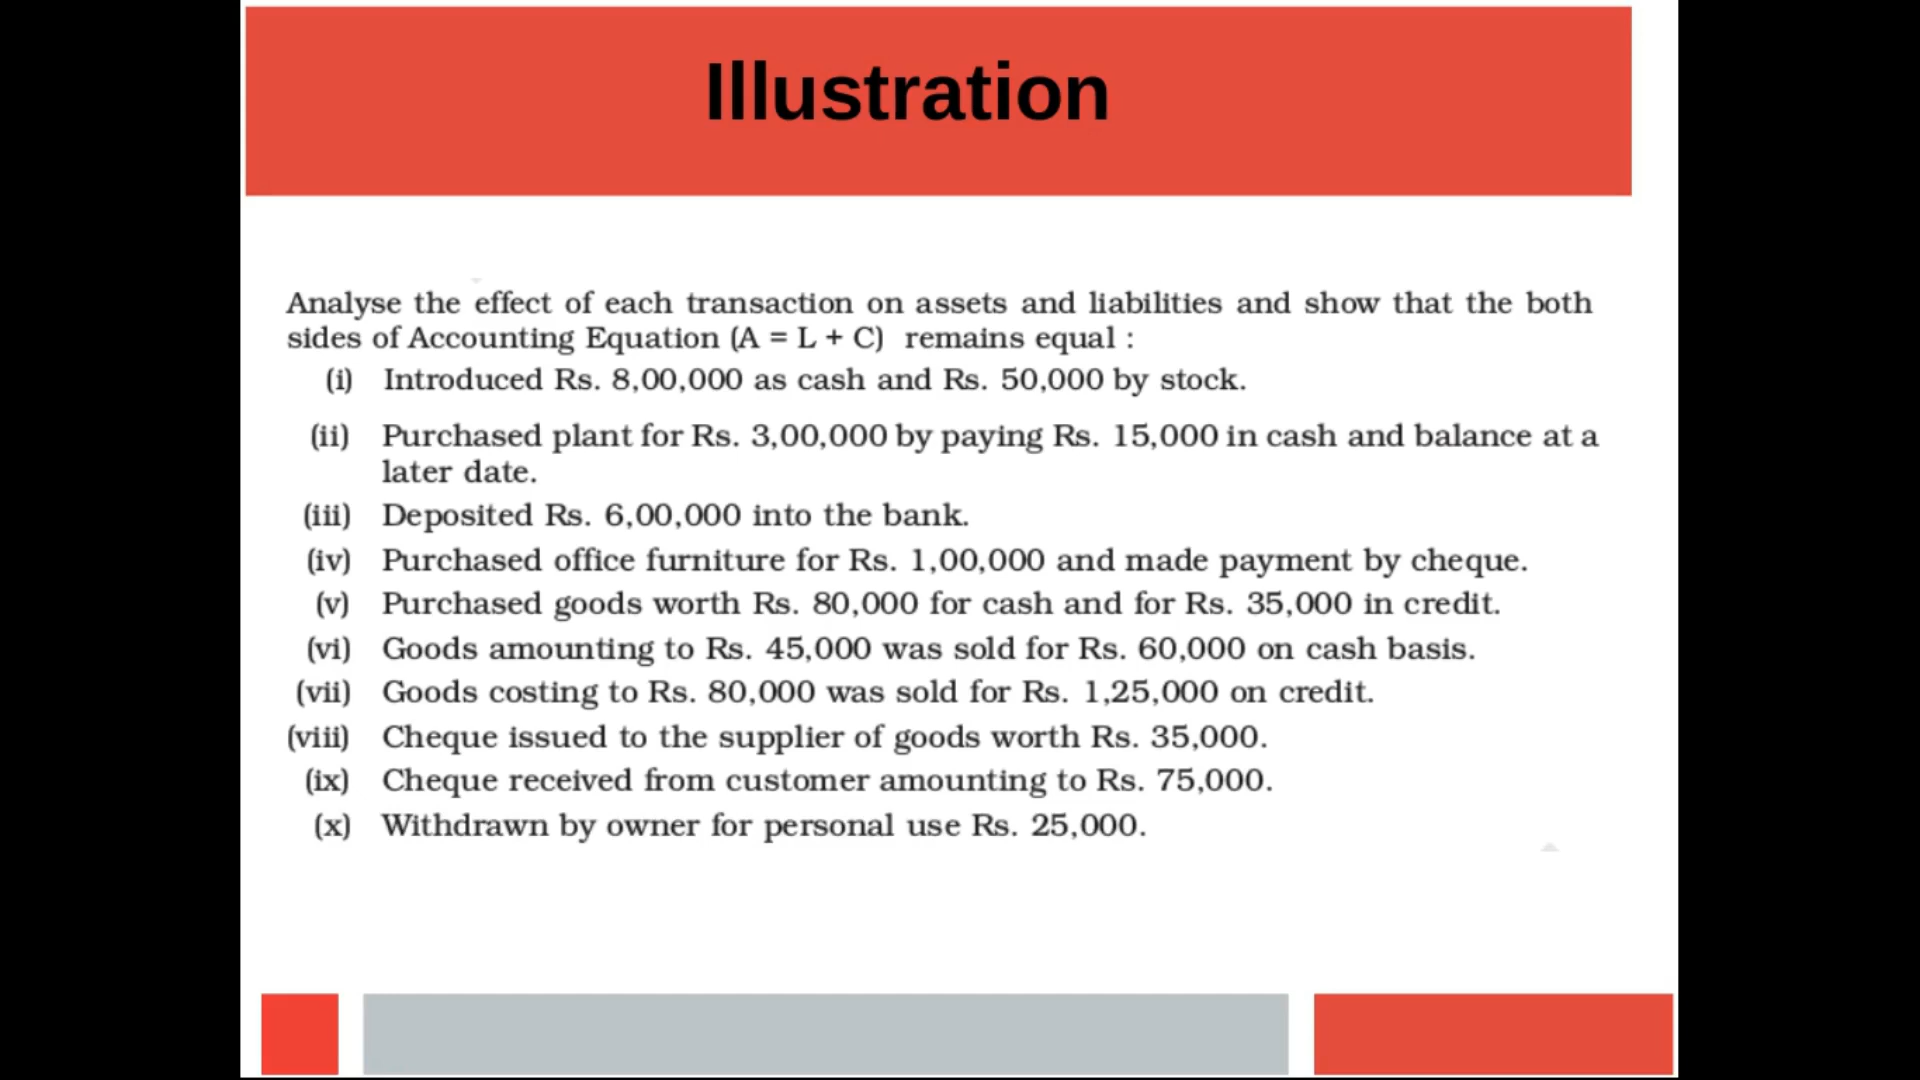 Illustration
Analyse the effect of each transaction on assets and liabilities and show that the both
sides of Accounting Equation (A = L + C) remains equal :
(i) Introduced Rs. 8,00,000 as cash and Rs. 50,000 by stock.
(ii) Purchased plant for Rs. 3,00,000 by paying Rs. 15,000 in cash and balance at a
later date.
(iii) Deposited Rs. 6,00,000 into the bank.
(iv) Purchased office furniture for Rs. 1,00,000 and made payment by cheque.
(v) Purchased goods worth Rs. 80,000 for cash and for Rs. 35,000 in credit.
(vi) Goods amounting to Rs. 45,000 was sold for Rs. 60,000 on cash basis.
(vii) Goods costing to Rs. 80,000 was sold for Rs. 1,25,000 on credit.
(viii) Cheque issued to the supplier of goods worth Rs. 35,000.
(ix) Cheque received from customer amounting to Rs. 75,000.
(x) Withdrawn by owner for personal use Rs. 25,000.